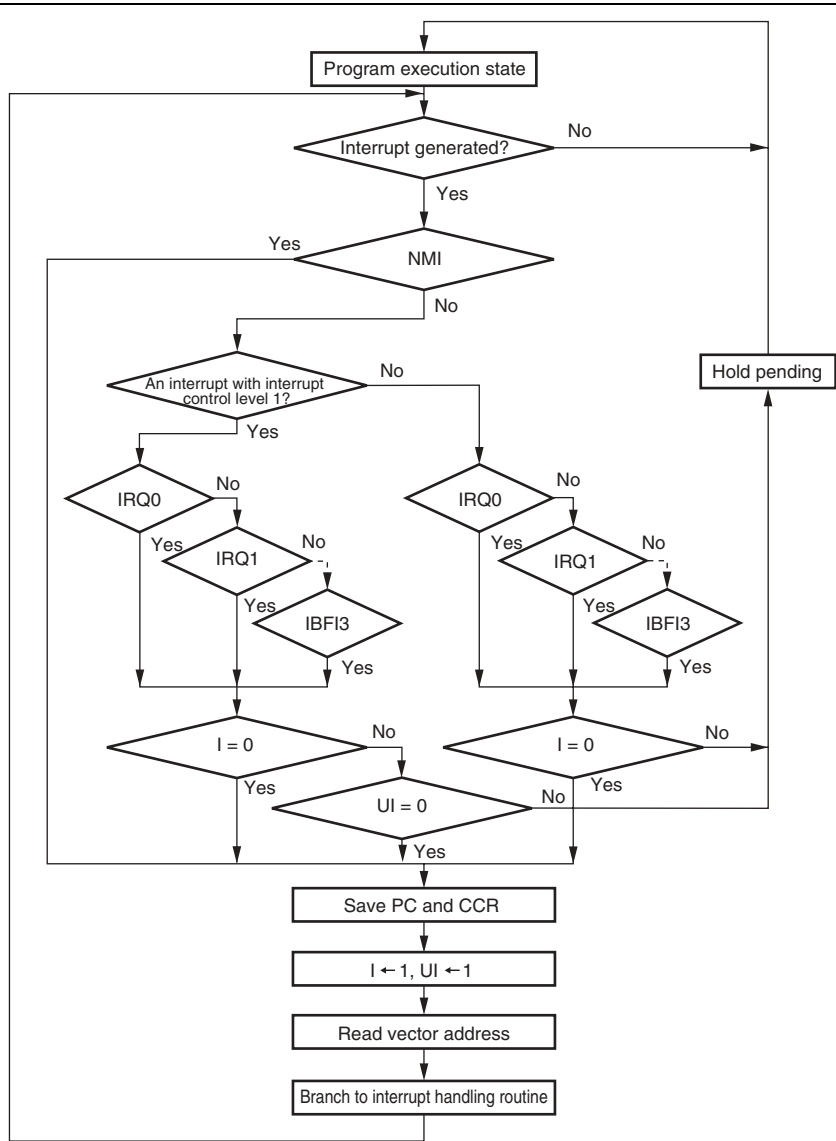 Program execution state
Interrupt generated?
No
Yes
Yes
NMI
No
An interrupt with interrupt
control level 1?
No
Hold pending
Yes
IRQ0
No
IRQ0
No
Yes
IRQ1
No
Yes
IRQ1
No
Yes
IBFI3
Yes
IBFI3
Yes
Yes
I = 0
No
I = 0
No
Yes
UI = 0
No
Yes
Yes
Save PC and CCR
I ← 1, UI ← 1
Read vector address
Branch to interrupt handling routine